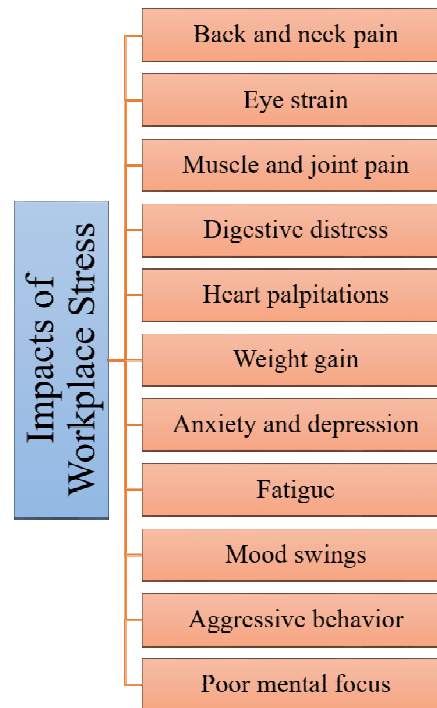 Impacts of
Workplace Stress
Back and neck pain
Eye strain
Muscle and joint pain
Digestive distress
Heart palpitations
Weight gain
Anxiety and depression
Fatigue
Mood swings
Aggressive behavior
Poor mental focus